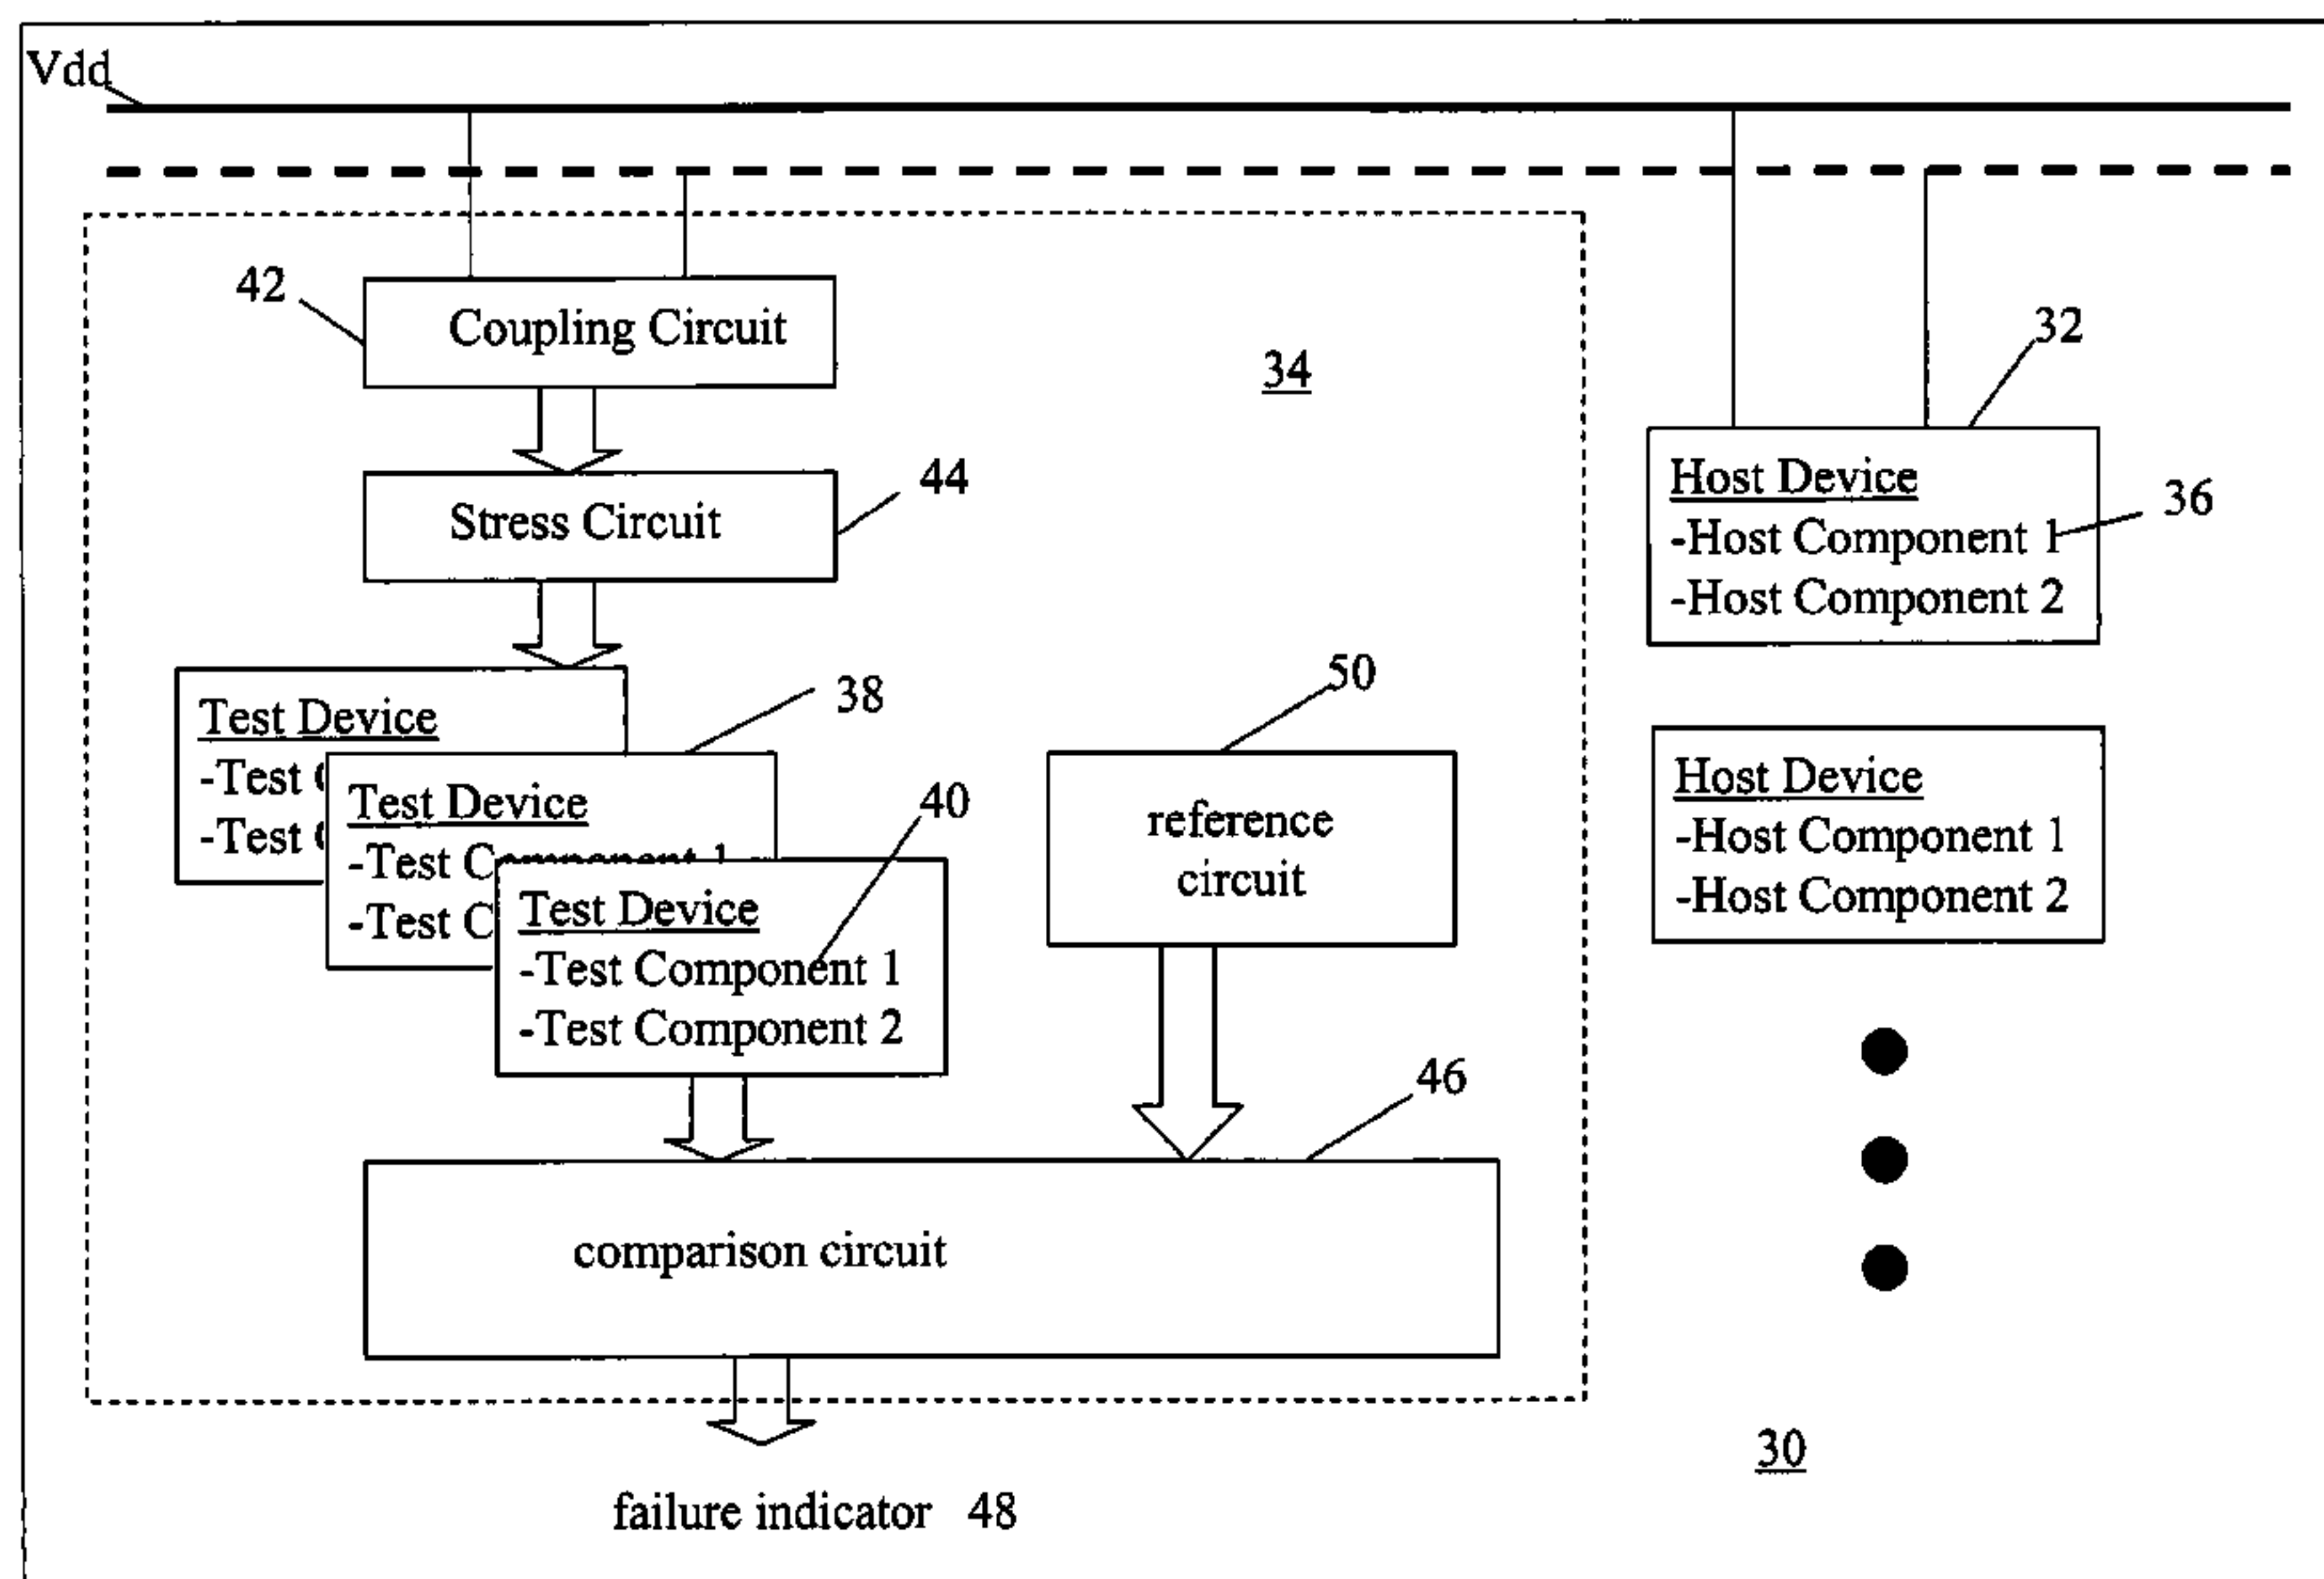 Vdd
42
Coupling Circuit
34
32
Stress Circuit
44
Host Device
-Host Component 1
-Host Component 2
36
Test Device
-Test
-Test
38
Test Device
-Test Component 1
-Test
40
Test Device
-Test Component 1
-Test Component 2
50
reference
circuit
Host Device
-Host Component 1
-Host Component 2
46
comparison circuit
30
failure indicator 48